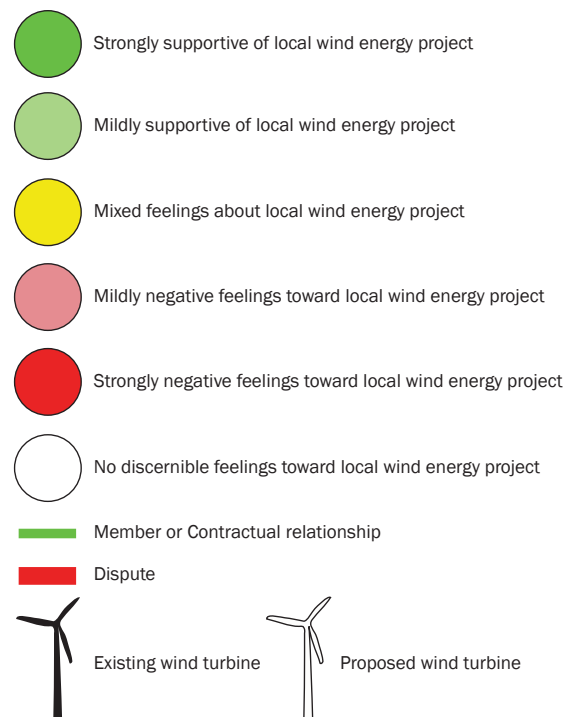 Strongly supportive of local wind energy project
Mildly supportive of local wind energy project
Mixed feelings about local wind energy project
Mildly negative feelings toward local wind energy project
Strongly negative feelings toward local wind energy project
No discernible feelings toward local wind energy project
Member or Contractual relationship
Dispute
Existing wind turbine
Proposed wind turbine